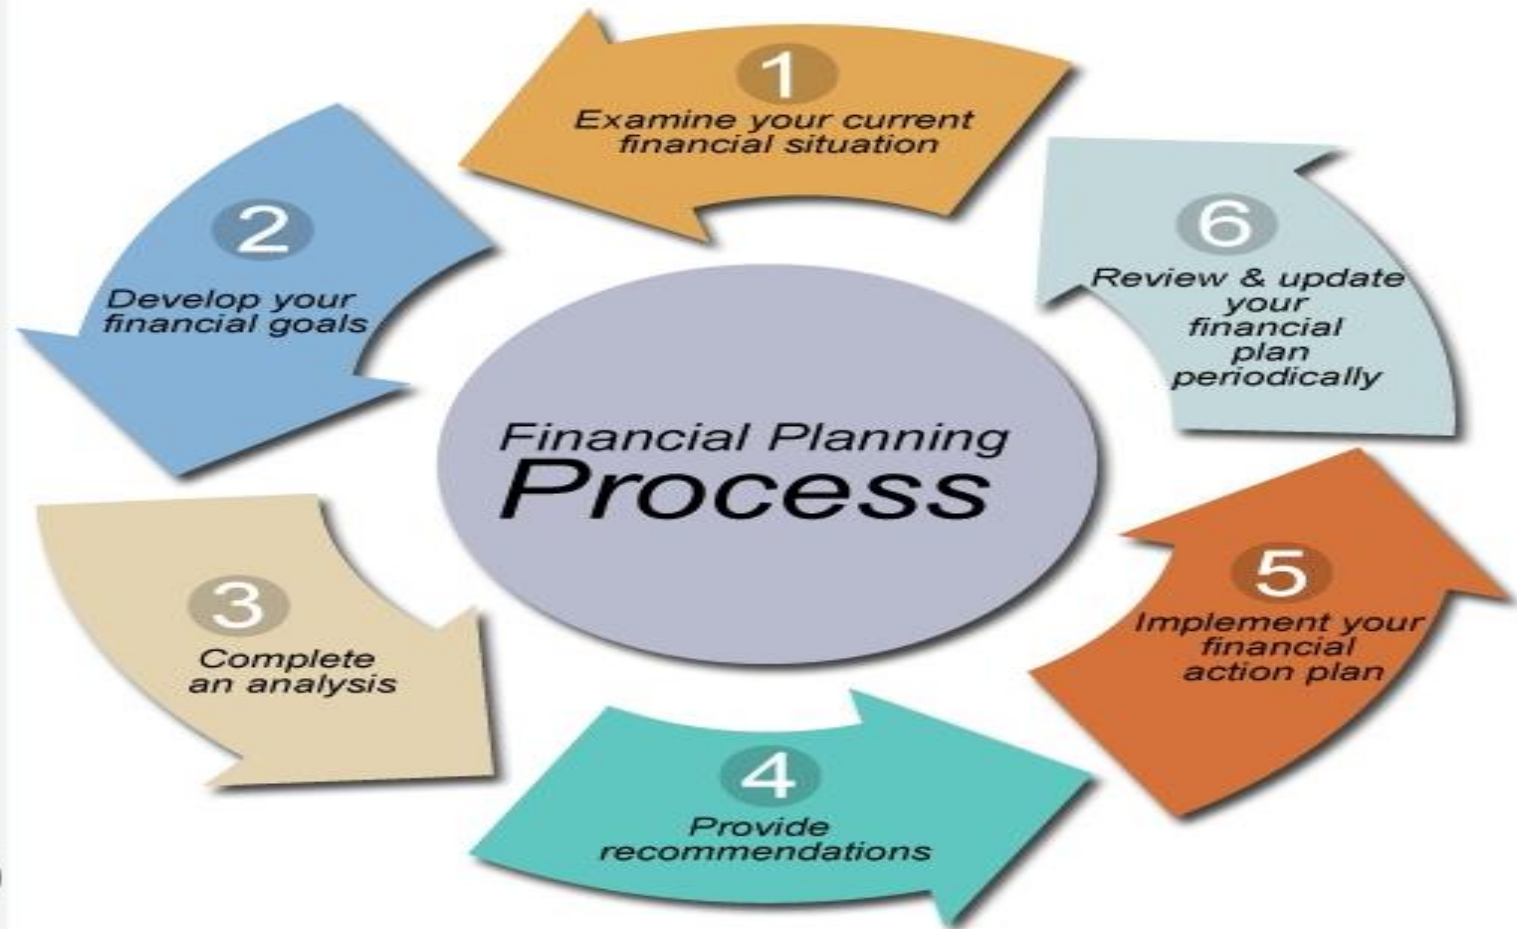 Financial Planning
Process
1
Examine your current
financial situation
2
Develop your
financial goals
3
Complete
an analysis
4
Provide
recommendations
5
Implement your
financial
action plan
6
Review & update
your
financial
plan
periodically